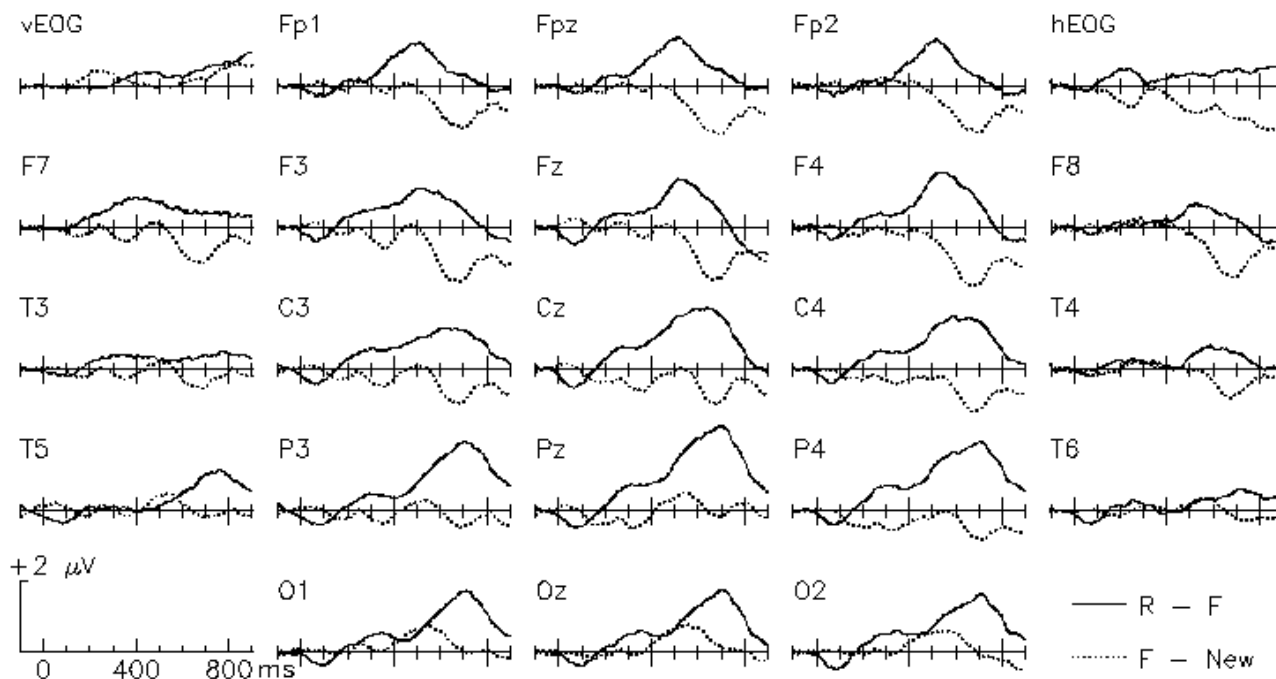 vEOG Fp1 Fpz Fp2 hEOG
F7 F3 Fz F4 F8
T3 C3 Cz C4 T4
T5 P3 Pz P4 T6
+2 μV O1 Oz O2
R – F
F – New
0 400 800 ms